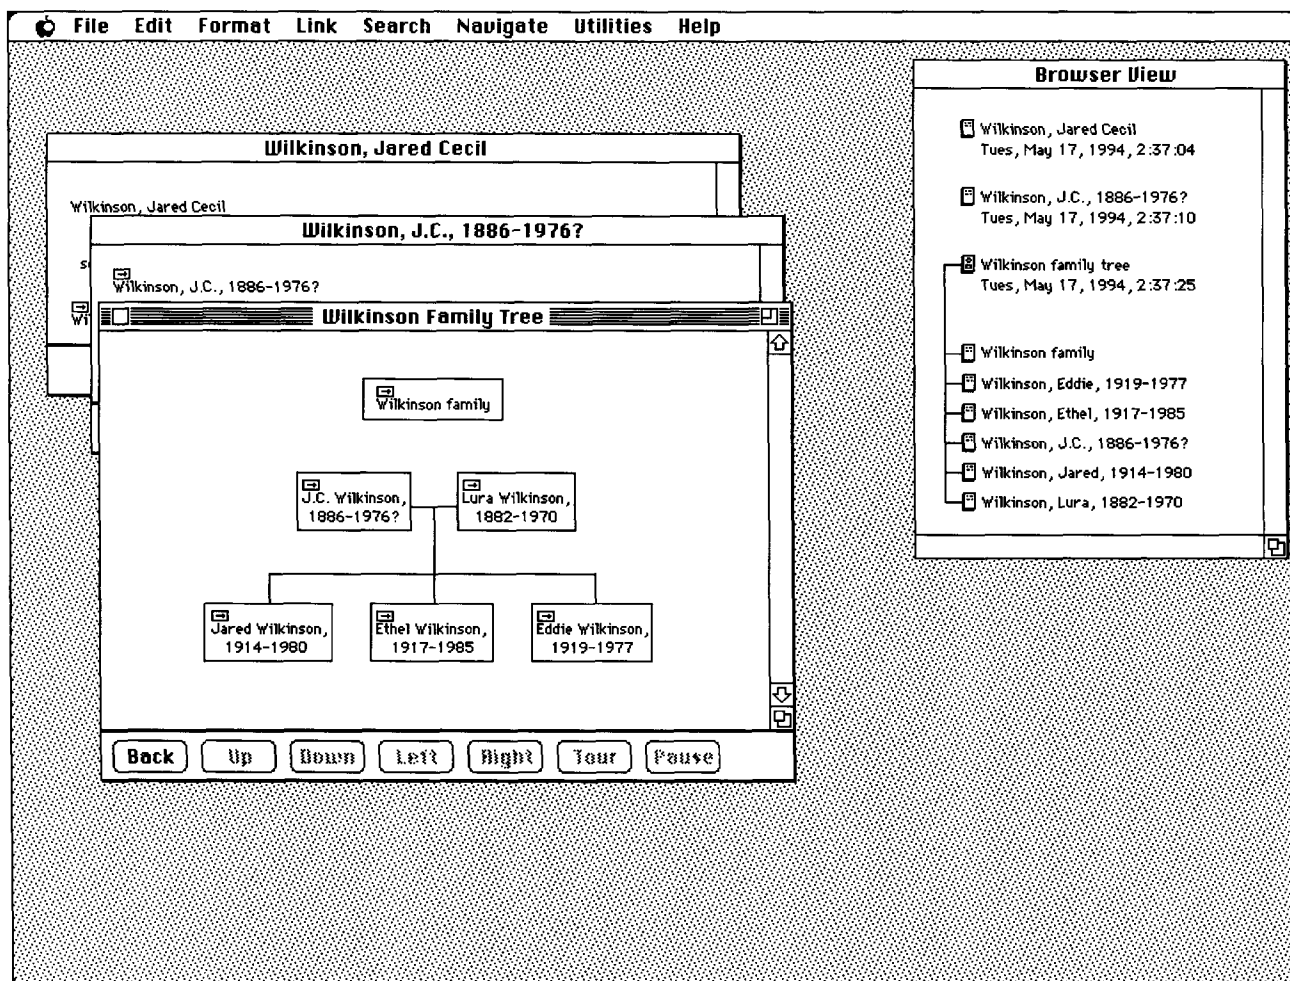 File Edit Format Link Search Navigate Utilities Help
Wilkinson, Jared Cecil
Wilkinson, Jared Cecil
Wilkinson, J.C., 1886-1976?
Wilkinson, J.C., 1886-1976?
Wilkinson Family Tree
Wilkinson family
J.C. Wilkinson,
1886-1976?
Lura Wilkinson,
1882-1970
Jared Wilkinson,
1914-1980
Ethel Wilkinson,
1917-1985
Eddie Wilkinson,
1919-1977
Back Up Down Left Right Tour Pause
Browser View
Wilkinson, Jared Cecil
Tues, May 17, 1994, 2:37:04
Wilkinson, J.C., 1886-1976?
Tues, May 17, 1994, 2:37:10
Wilkinson family tree
Tues, May 17, 1994, 2:37:25
Wilkinson family
Wilkinson, Eddie, 1919-1977
Wilkinson, Ethel, 1917-1985
Wilkinson, J.C., 1886-1976?
Wilkinson, Jared, 1914-1980
Wilkinson, Lura, 1882-1970